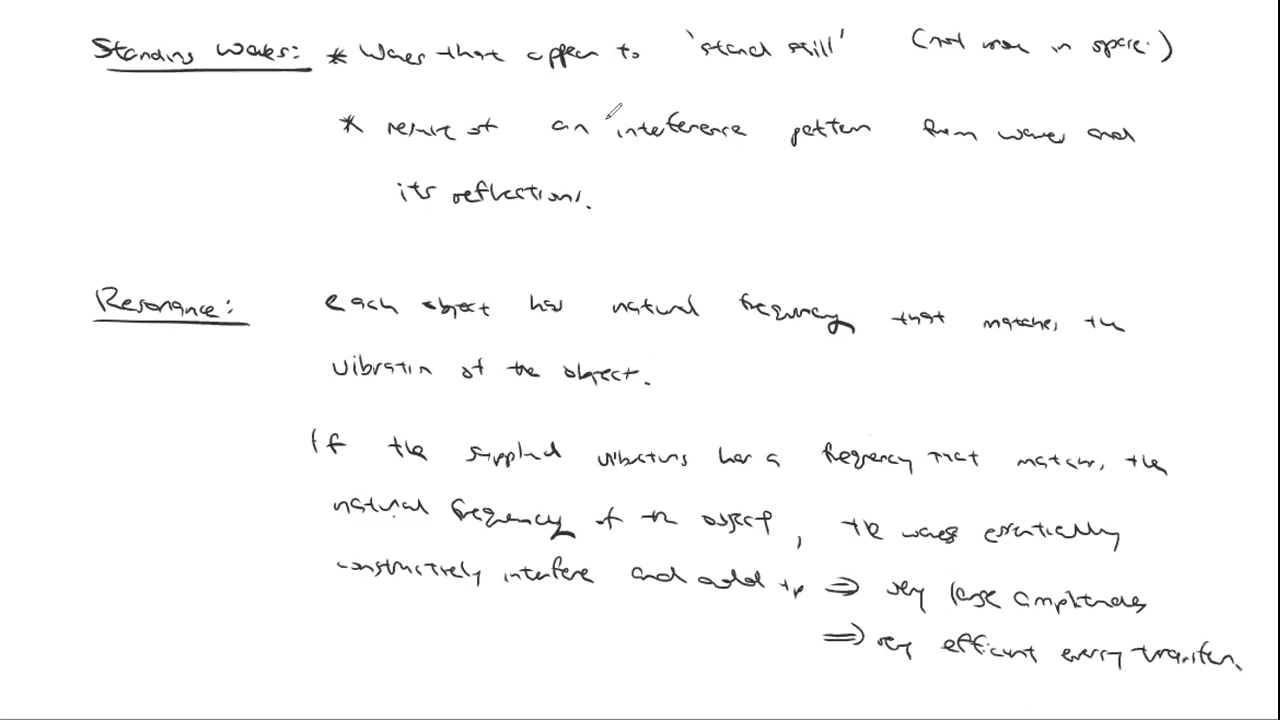 Standing Waves: * Waves that appear to 'stand still' (not move in space.)
* result of an interference pattern from waves and
its reflections.
Resonance: each object has natural frequency that matches the
vibration of the object.
If the supplied vibrations has a frequency that matches the
natural frequency of the object, the waves essentially
constructively interfere and add up ⇒ very large amplitudes
⇒ very efficient energy transfer.